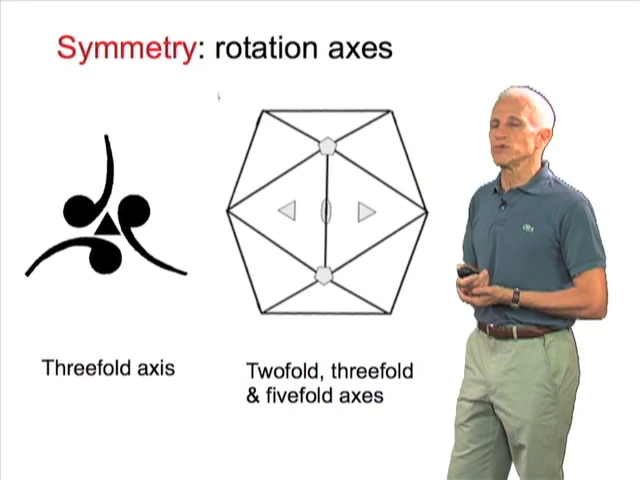 Symmetry: rotation axes
Threefold axis
Twofold, threefold
& fivefold axes